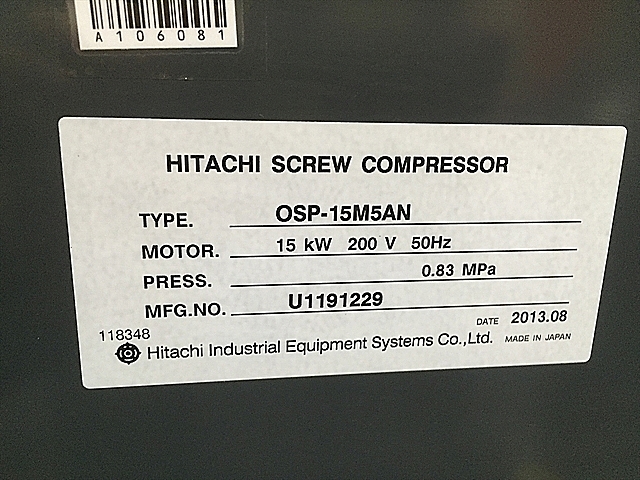 A106081
HITACHI SCREW COMPRESSOR
TYPE. OSP-15M5AN
MOTOR. 15 kW 200 V 50Hz
PRESS. 0.83 MPa
MFG.NO. U1191229
DATE 2013.08
118348
Hitachi Industrial Equipment Systems Co.,Ltd. MADE IN JAPAN